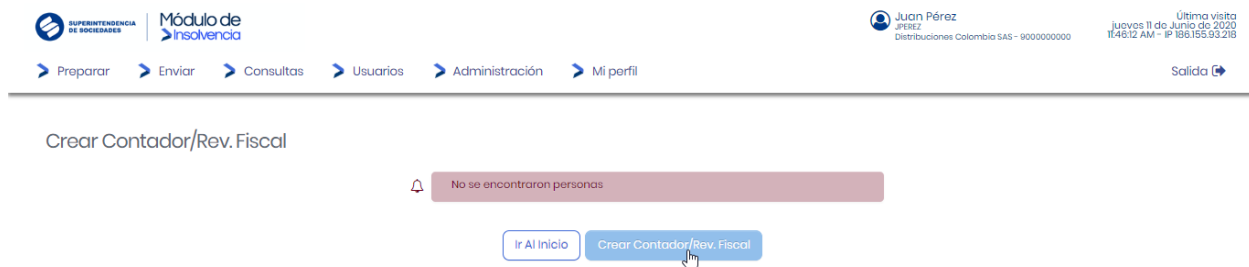 SUPERINTENDENCIA
DE SOCIEDADES
Módulo de
Insolvencia
Juan Pérez
JPEREZ
Distribuciones Colombia SAS - 9000000000
Última visita
jueves 11 de Junio de 2020
11:46:12 AM - IP 186.155.93.218
Preparar Enviar Consultas Usuarios Administración Mi perfil Salida
Crear Contador/Rev. Fiscal
No se encontraron personas
Ir Al Inicio Crear Contador/Rev. Fiscal